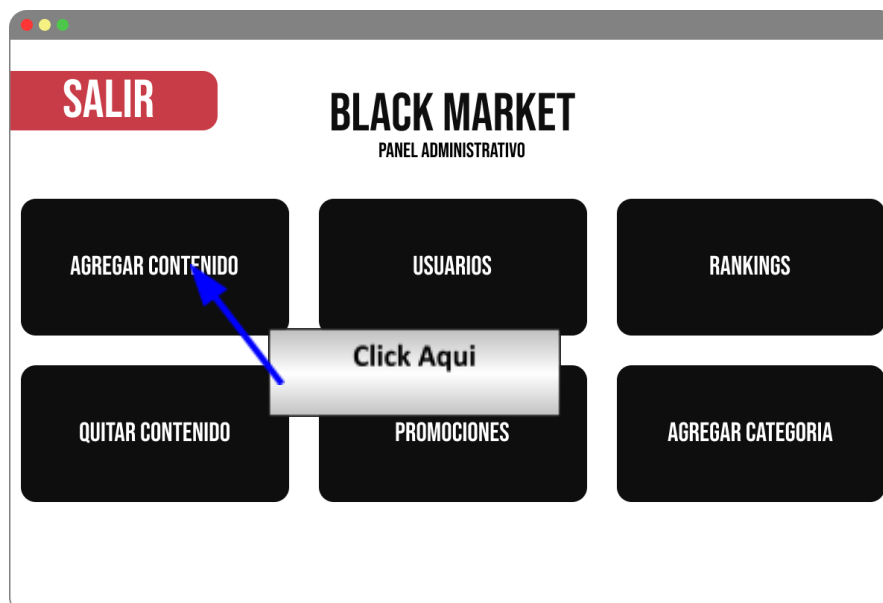 SALIR
BLACK MARKET
PANEL ADMINISTRATIVO
AGREGAR CONTENIDO
USUARIOS
RANKINGS
Click Aqui
QUITAR CONTENIDO
PROMOCIONES
AGREGAR CATEGORIA